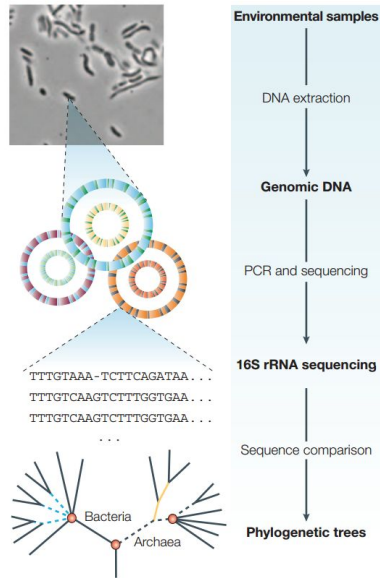 Environmental samples
DNA extraction
Genomic DNA
PCR and sequencing
16S rRNA sequencing
TTTGTAAA-TCTTCAGATAA...
TTTGTCAAGTCTTTGGTGAA...
TTTGTCAAGTCTTTGGTGAA...
...
Sequence comparison
Bacteria
Archaea
Phylogenetic trees